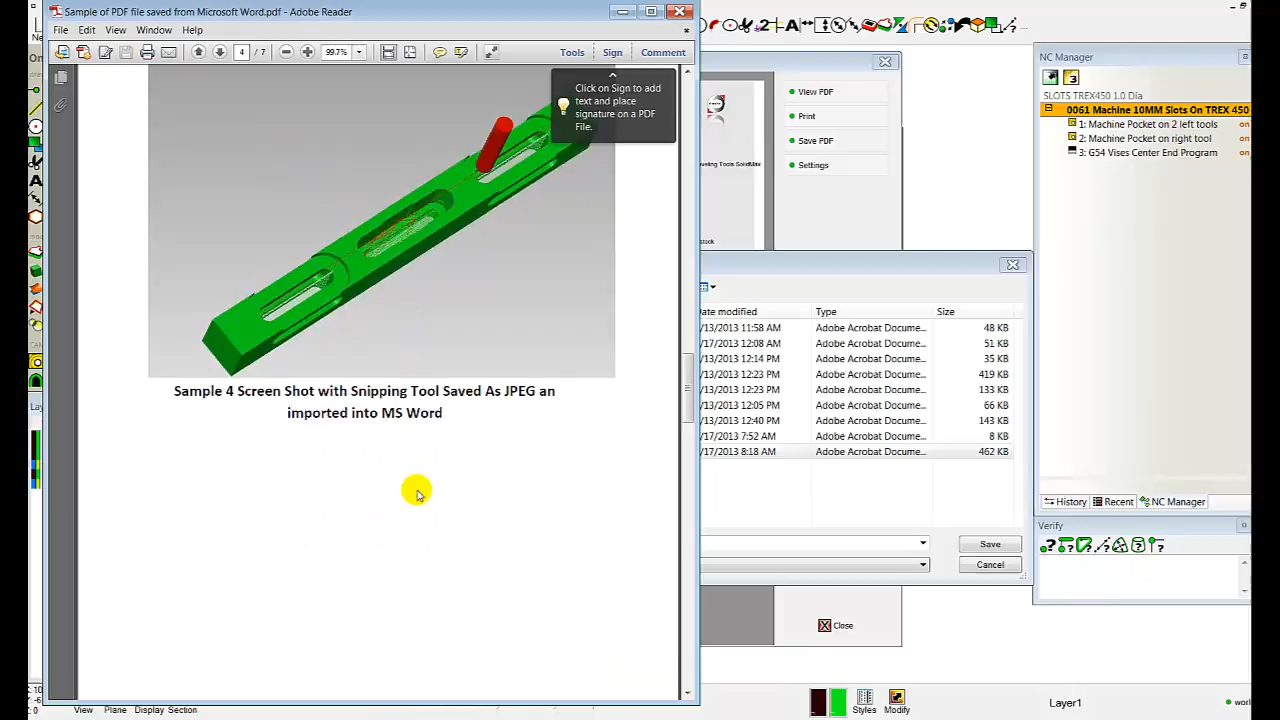 Sample of PDF file saved from Microsoft Word.pdf - Adobe Reader
File Edit View Window Help
4 / 7 99.7% Tools Sign Comment
Click on Sign to add
text and place
signature on a PDF
File.
Sample 4 Screen Shot with Snipping Tool Saved As JPEG an
imported into MS Word
View PDF
Print
Save PDF
Settings
stock
Date modified Type Size
/13/2013 11:58 AM Adobe Acrobat Docume... 48 KB
/17/2013 12:08 AM Adobe Acrobat Docume... 51 KB
/13/2013 12:14 PM Adobe Acrobat Docume... 35 KB
/13/2013 12:23 PM Adobe Acrobat Docume... 419 KB
/13/2013 12:23 PM Adobe Acrobat Docume... 133 KB
/13/2013 12:05 PM Adobe Acrobat Docume... 66 KB
/13/2013 12:40 PM Adobe Acrobat Docume... 143 KB
/17/2013 7:52 AM Adobe Acrobat Docume... 8 KB
/17/2013 8:18 AM Adobe Acrobat Docume... 462 KB
Save
Cancel
Close
NC Manager
SLOTS TREX450 1.0 Dia
0061 Machine 10MM Slots On TREX 450
1: Machine Pocket on 2 left tools on
2: Machine Pocket on right tool on
3: G54 Vises Center End Program on
History Recent NC Manager
Verify
View Plane Display Section
Styles Modify
Layer1